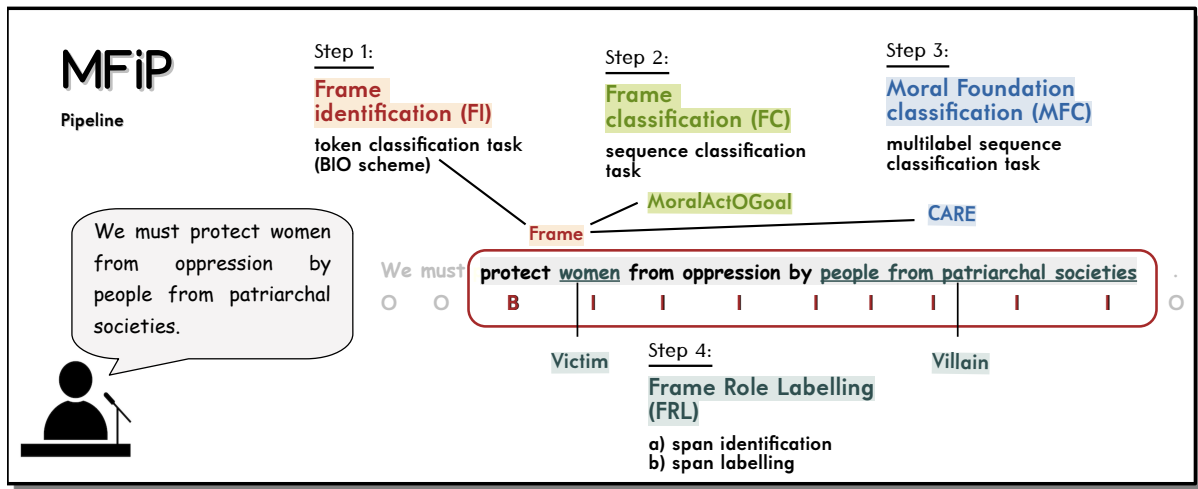 MFiP
Pipeline
Step 1:
Frame
identification (FI)
token classification task
(BIO scheme)
Step 2:
Frame
classification (FC)
sequence classification
task
Step 3:
Moral Foundation
classification (MFC)
multilabel sequence
classification task
MoralActOGoal
CARE
Frame
We must protect women
from oppression by
people from patriarchal
societies.
We must protect women from oppression by people from patriarchal societies .
O O B I I I I I I I I O
Victim
Villain
Step 4:
Frame Role Labelling
(FRL)
a) span identification
b) span labelling